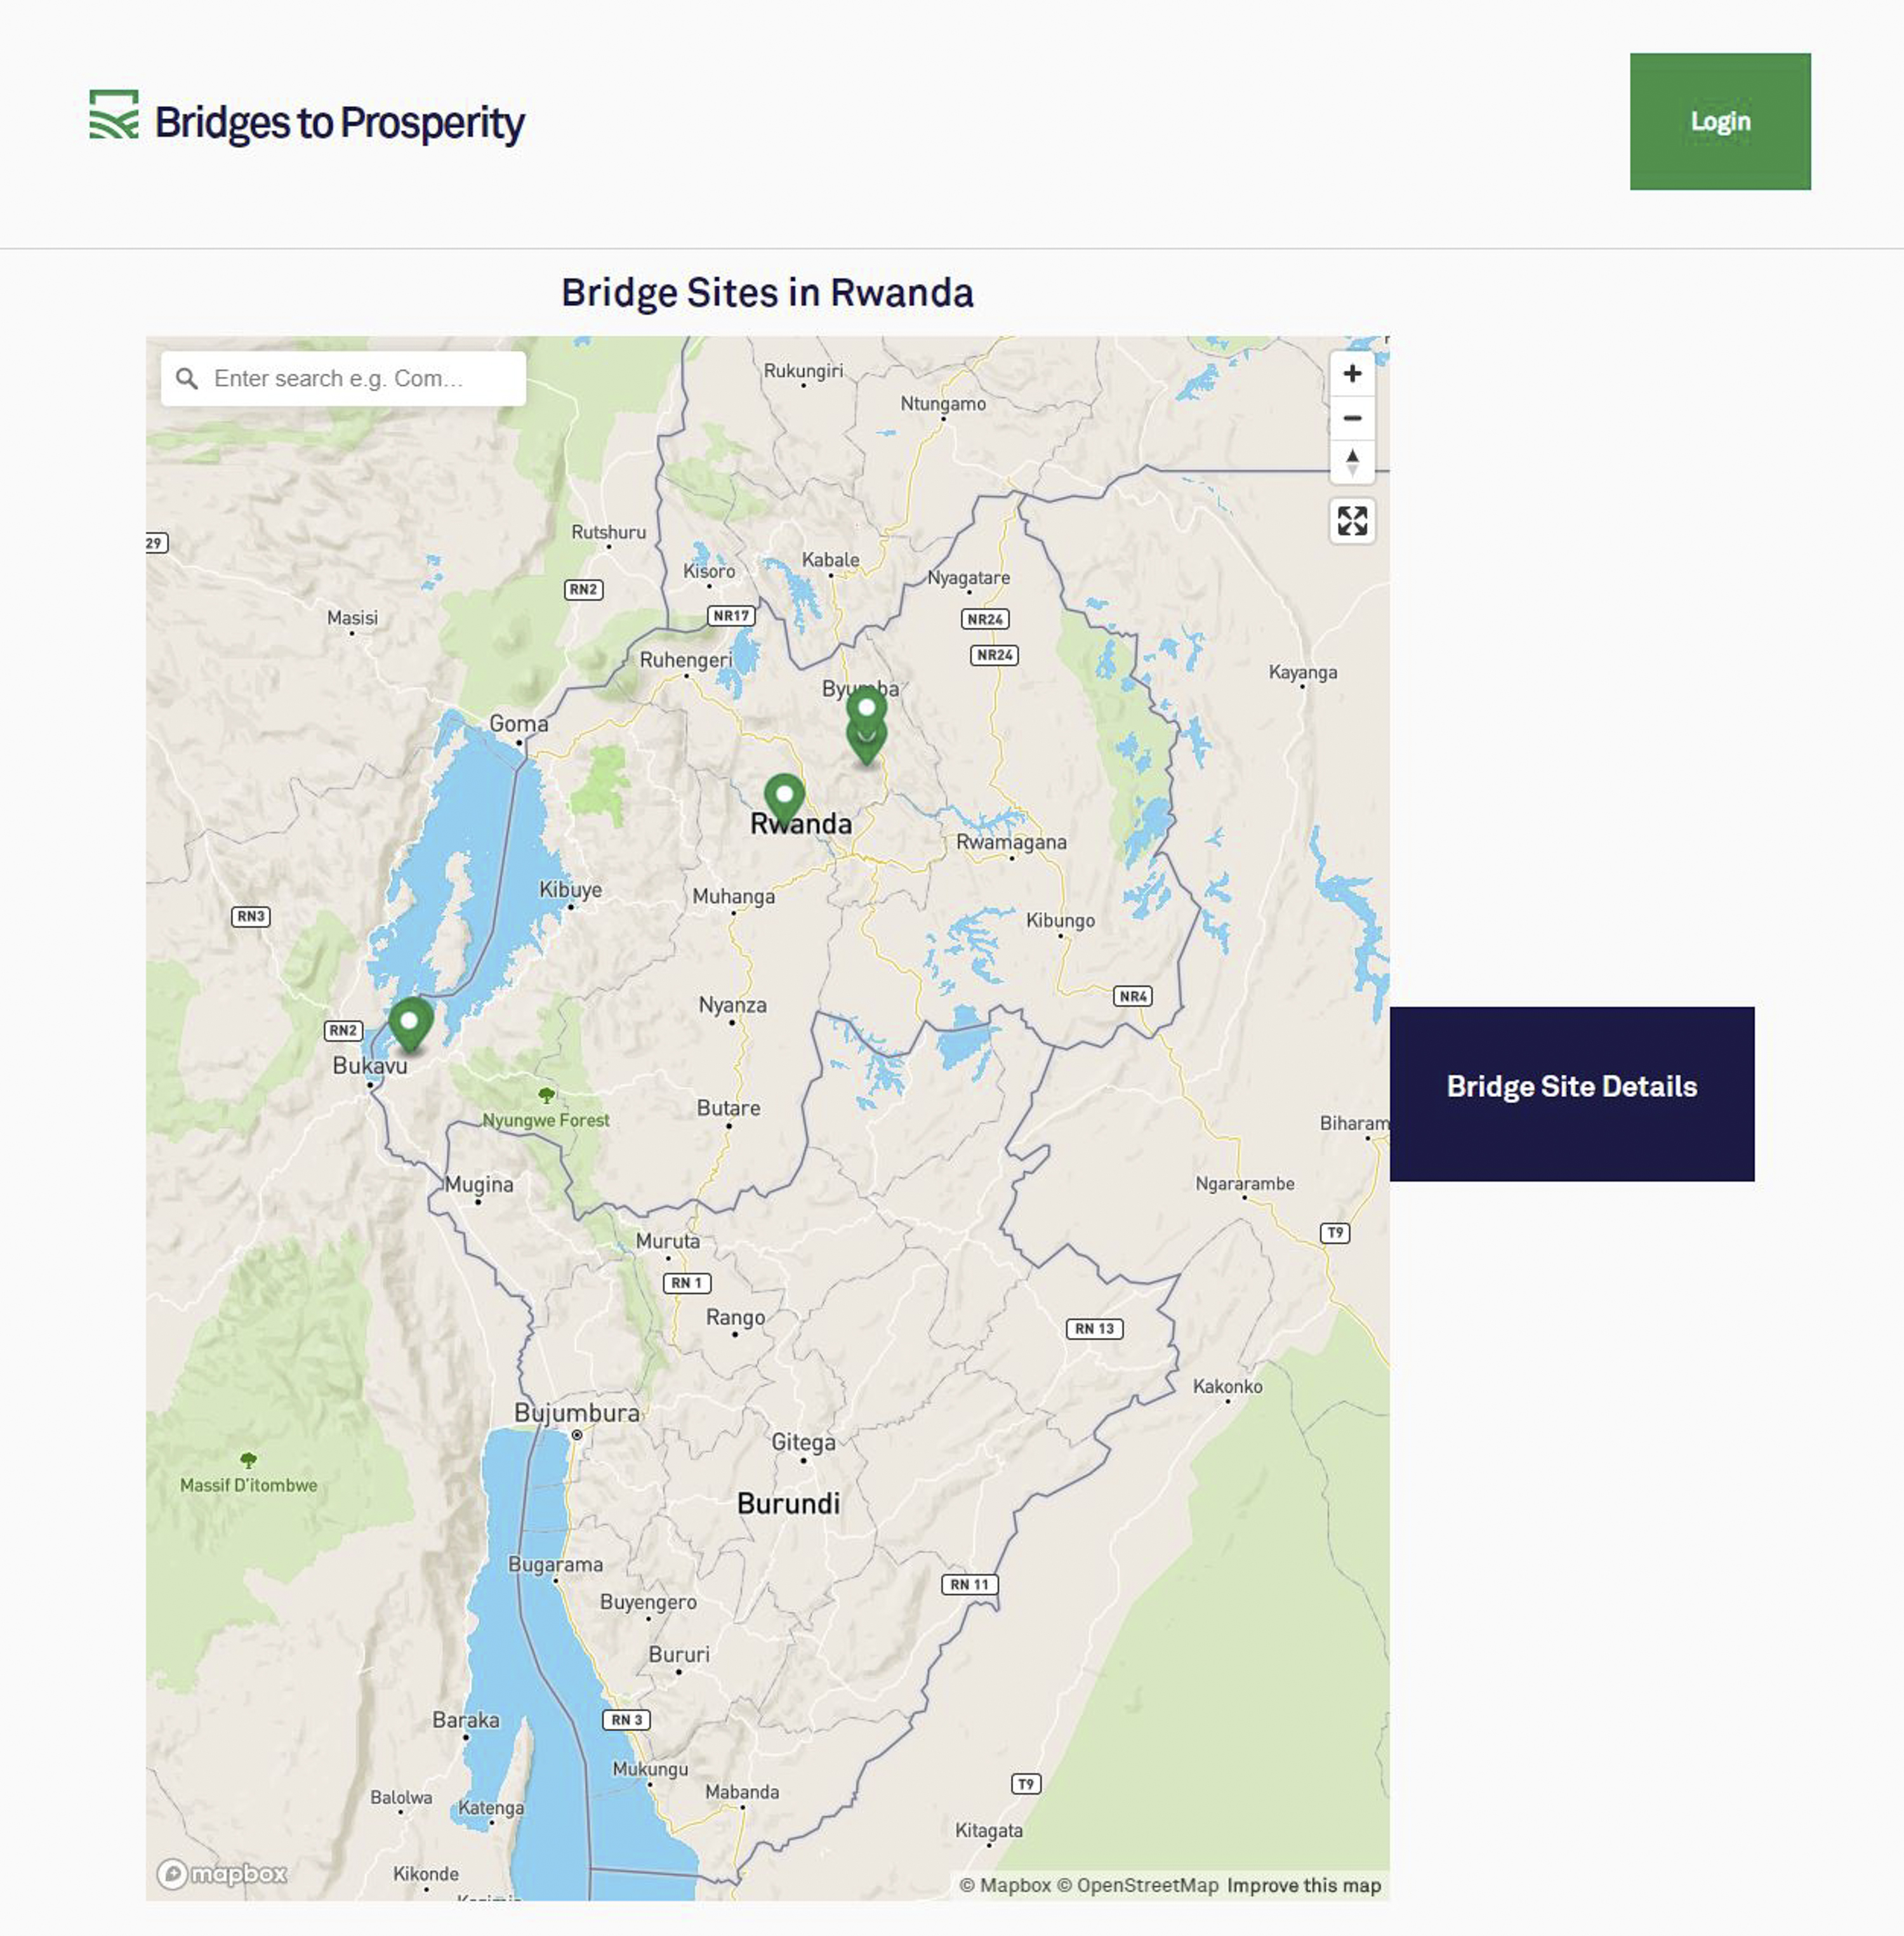 Bridges to Prosperity
Login
Bridge Sites in Rwanda
Enter search e.g. Com...
Rukungiri
Ntungamo
Rutshuru
29
Kisoro
Kabale
Nyagatare
RN2
NR17
NR24
Masisi
NR24
Ruhengeri
Kayanga
Goma
Rwanda
Rwamagana
Kibuye
Muhanga
RN3
Kibungo
NR4
Nyanza
RN2
Bukavu
Bridge Site Details
Butare
Nyungwe Forest
Biharam
Mugina
Ngararambe
T9
Muruta
RN 1
Rango
RN 13
Kakonko
Bujumbura
Gitega
Massif D'itombwe
Burundi
Bugarama
RN 11
Buyengero
Bururi
Baraka
RN 3
Mukungu
T9
Mabanda
Balolwa
Katenga
Kitagata
mapbox
Kikonde
© Mapbox © OpenStreetMap Improve this map